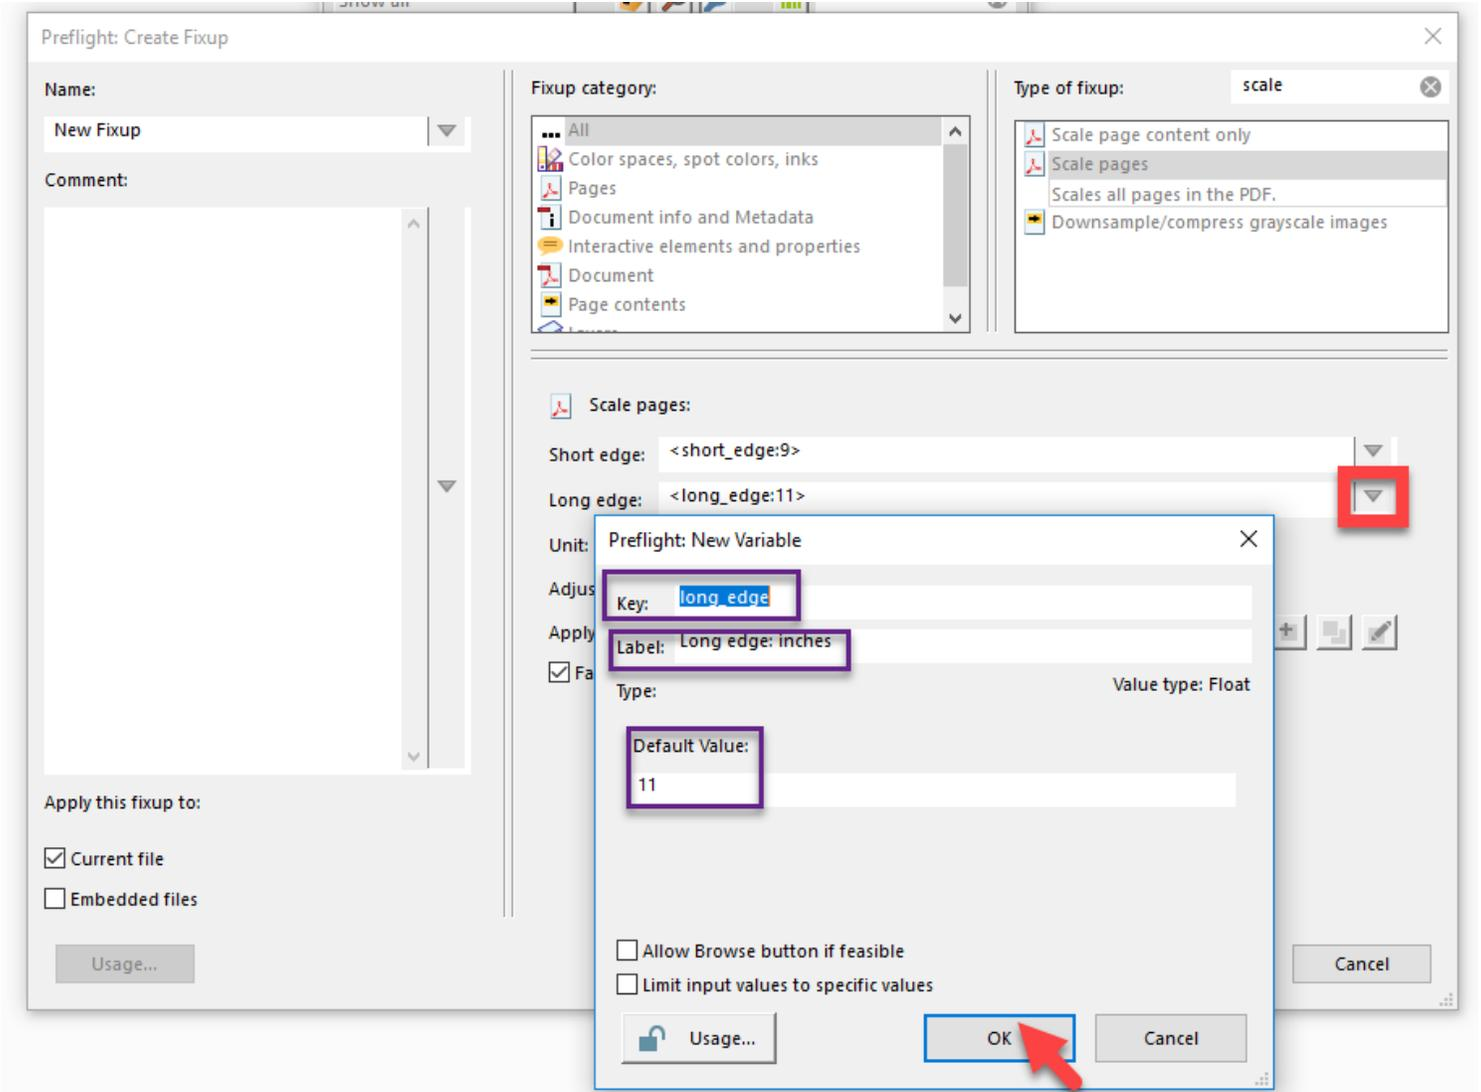 Show all
Preflight: Create Fixup
Name:
New Fixup
Comment:
Apply this fixup to:
Current file
Embedded files
Usage...
Fixup category:
All
Color spaces, spot colors, inks
Pages
Document info and Metadata
Interactive elements and properties
Document
Page contents
Layers
Type of fixup:
scale
Scale page content only
Scale pages
Scales all pages in the PDF.
Downsample/compress grayscale images
Scale pages:
Short edge: <short_edge:9>
Long edge: <long_edge:11>
Unit:
Adjus
Apply
Fa
Cancel
Preflight: New Variable
Key: long_edge
Label: Long edge: inches
Type:
Value type: Float
Default Value:
11
Allow Browse button if feasible
Limit input values to specific values
Usage...
OK
Cancel